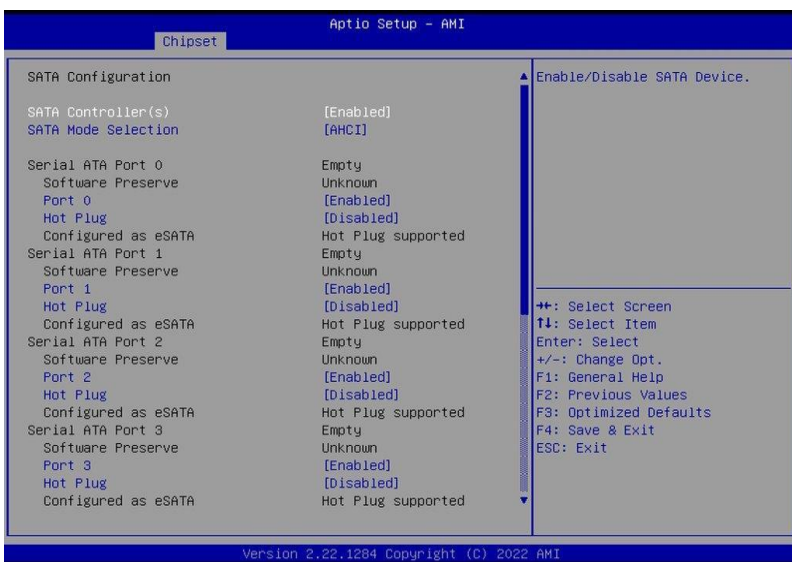 Aptio Setup - AMI
Chipset
SATA Configuration
SATA Controller(s) [Enabled]
SATA Mode Selection [AHCI]
Serial ATA Port 0 Empty
Software Preserve Unknown
Port 0 [Enabled]
Hot Plug [Disabled]
Configured as eSATA Hot Plug supported
Serial ATA Port 1 Empty
Software Preserve Unknown
Port 1 [Enabled]
Hot Plug [Disabled]
Configured as eSATA Hot Plug supported
Serial ATA Port 2 Empty
Software Preserve Unknown
Port 2 [Enabled]
Hot Plug [Disabled]
Configured as eSATA Hot Plug supported
Serial ATA Port 3 Empty
Software Preserve Unknown
Port 3 [Enabled]
Hot Plug [Disabled]
Configured as eSATA Hot Plug supported
Enable/Disable SATA Device.
→←: Select Screen
↑↓: Select Item
Enter: Select
+/-: Change Opt.
F1: General Help
F2: Previous Values
F3: Optimized Defaults
F4: Save & Exit
ESC: Exit
Version 2.22.1284 Copyright (C) 2022 AMI